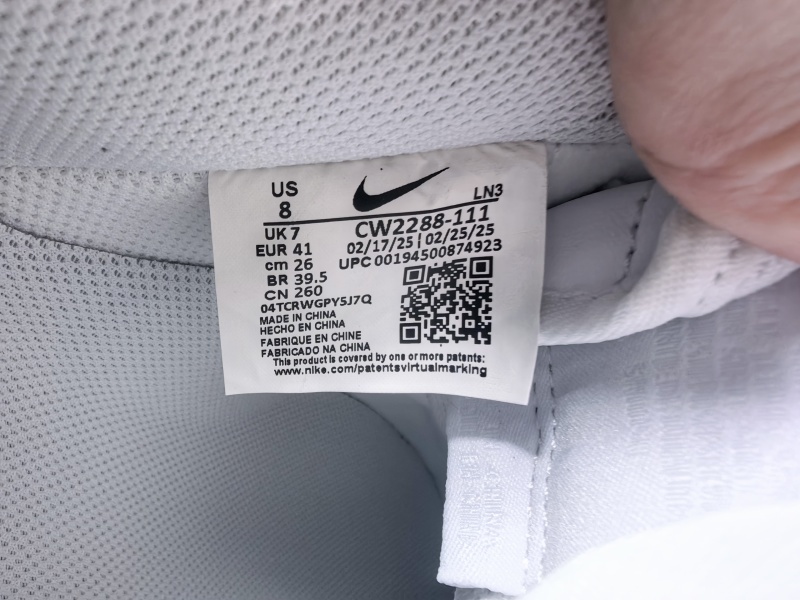 US
8
LN3
UK 7
CW2288-111
EUR 41
02/17/25 | 02/25/25
cm 26
UPC 00194500874923
BR 39.5
CN 260
04TCRWGPY5J7Q
MADE IN CHINA
HECHO EN CHINA
FABRIQUE EN CHINE
FABRICADO NA CHINA
This product is covered by one or more patents:
www.nike.com/patentsvirtualmarking